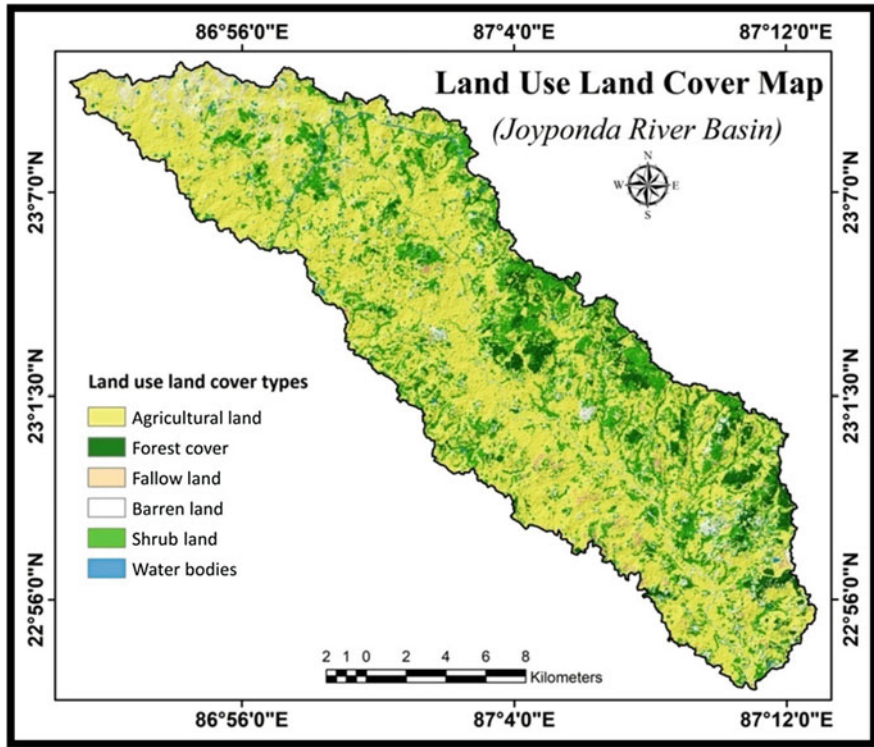 86°56'0"E 87°4'0"E 87°12'0"E
Land Use Land Cover Map
(Joyponda River Basin)
N
W E
S
23°7'0"N 23°7'0"N
23°1'30"N 23°1'30"N
Land use land cover types
Agricultural land
Forest cover
Fallow land
Barren land
Shrub land
Water bodies
22°56'0"N 22°56'0"N
2 1 0 2 4 6 8
Kilometers
86°56'0"E 87°4'0"E 87°12'0"E